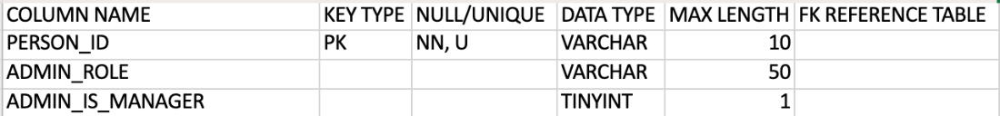 COLUMN NAME KEY TYPE NULL/UNIQUE DATA TYPE MAX LENGTH FK REFERENCE TABLE
PERSON_ID PK NN, U VARCHAR 10
ADMIN_ROLE VARCHAR 50
ADMIN_IS_MANAGER TINYINT 1